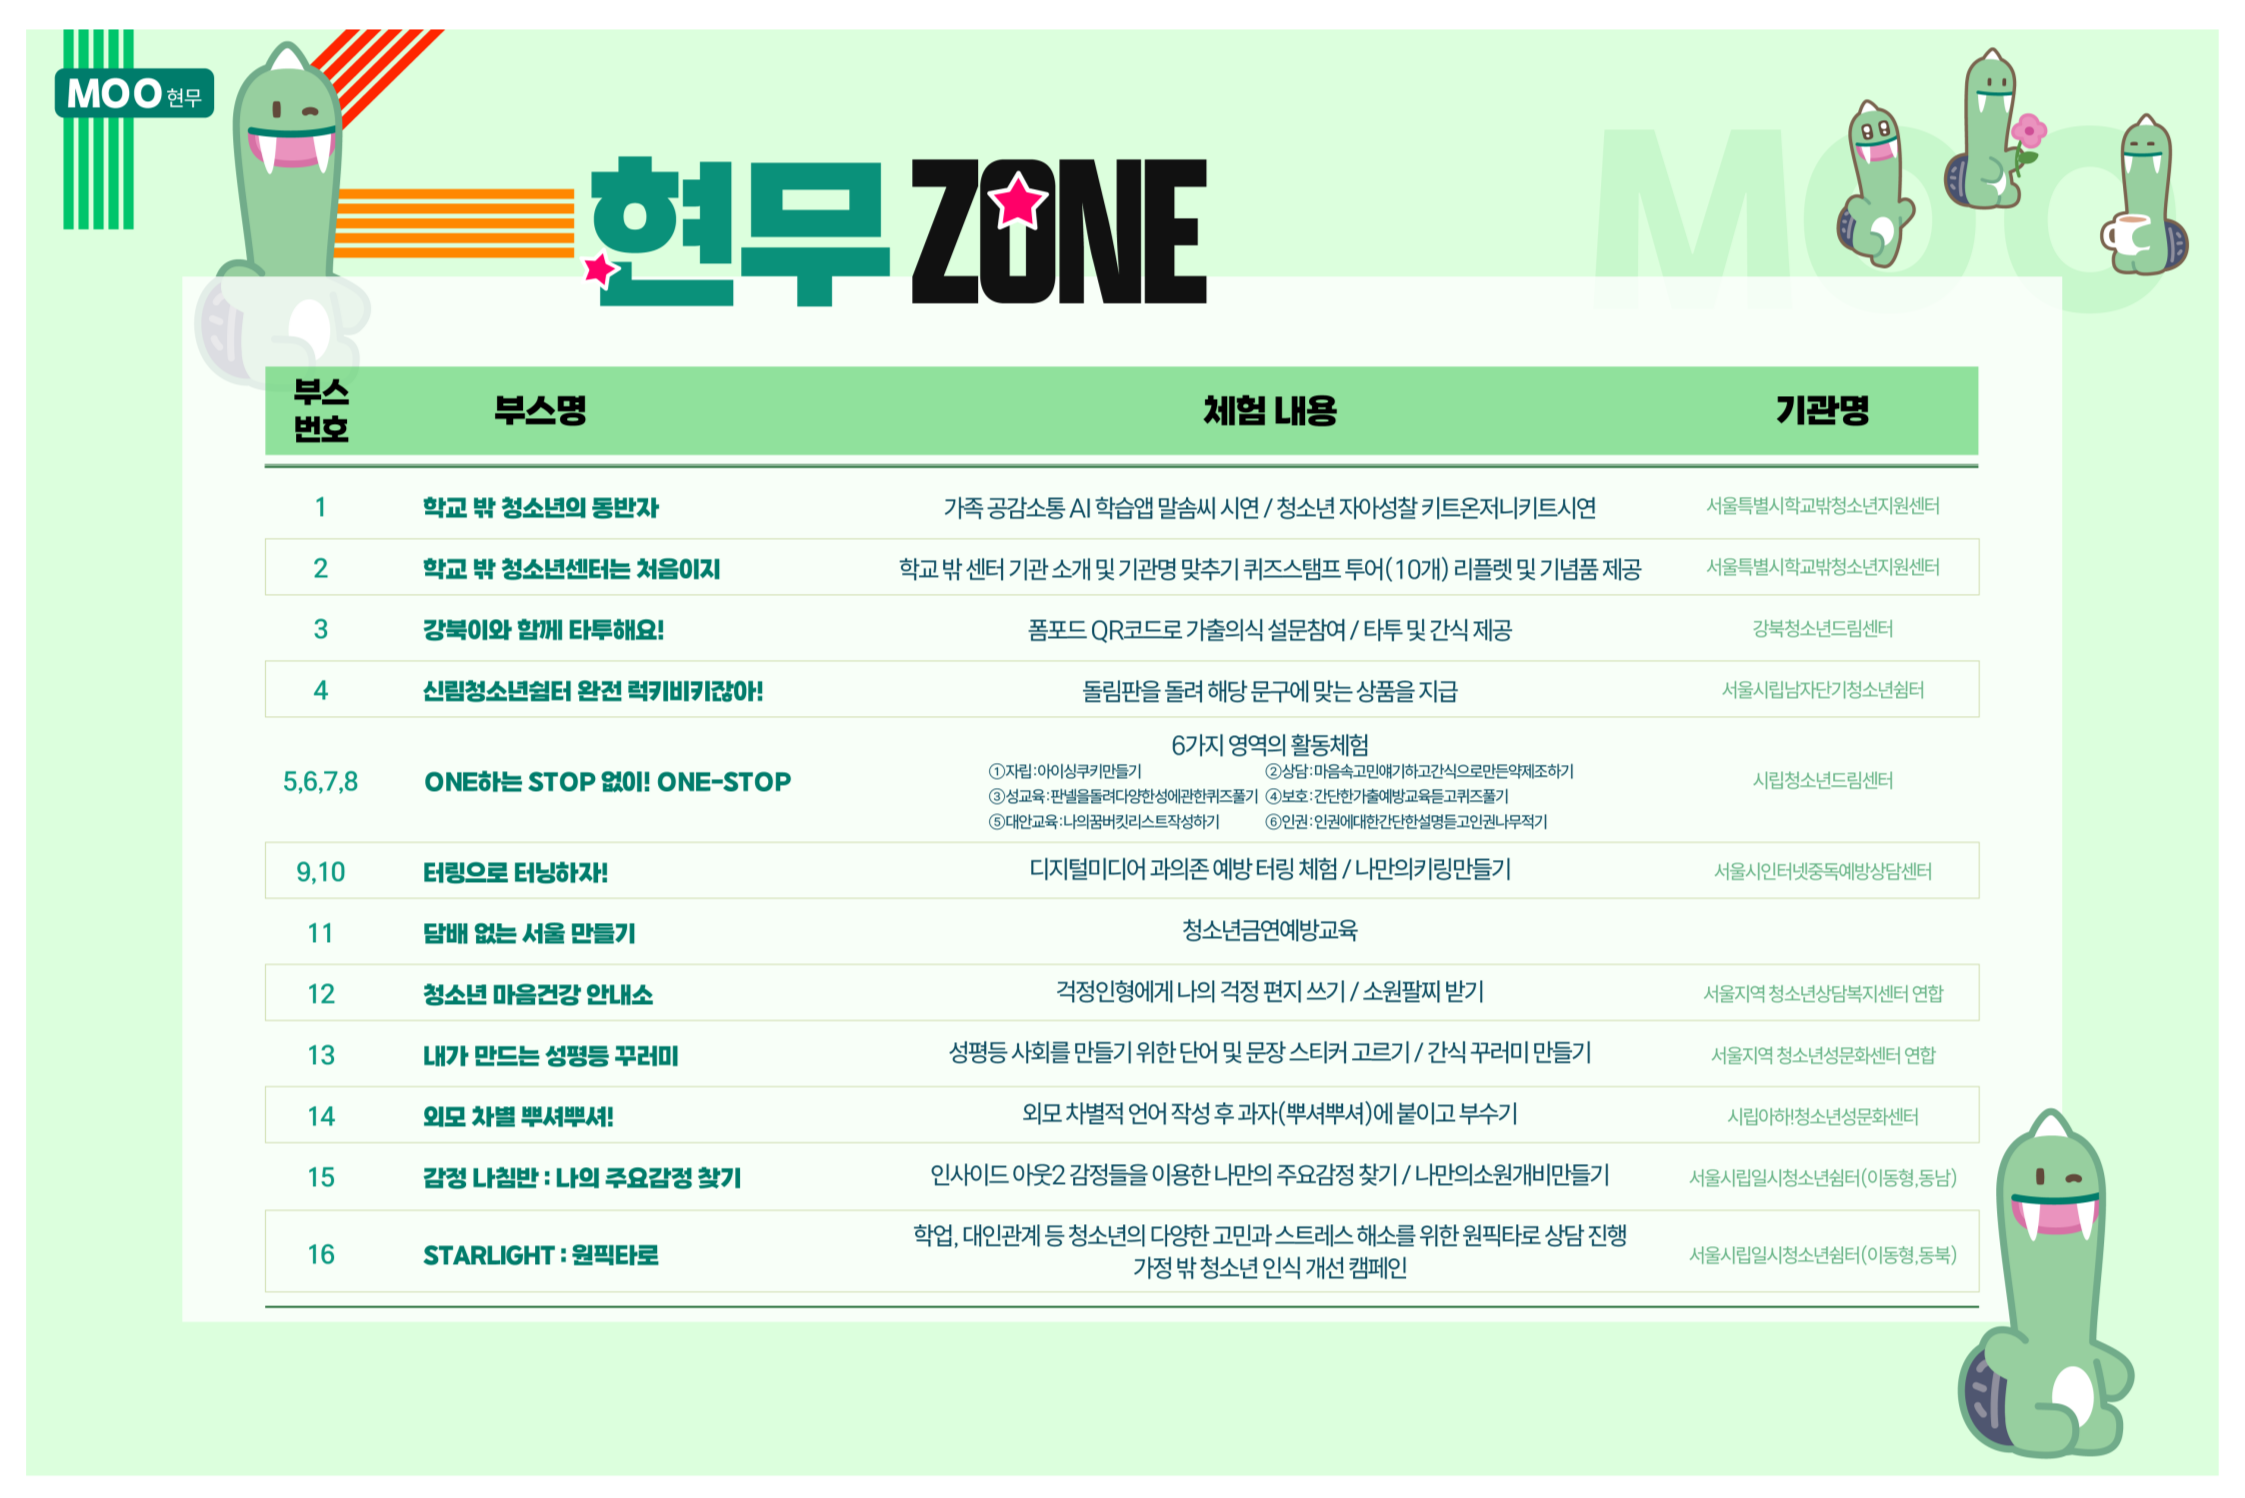 MOO 현무
MOO
현무 ZONE
부스 번호 부스명 체험 내용 기관명
1 학교 밖 청소년의 동반자 가족 공감소통 AI 학습앱 말솜씨 시연 / 청소년 자아성찰 키트온저니키트시연 서울특별시학교밖청소년지원센터
2 학교 밖 청소년센터는 처음이지 학교 밖 센터 기관 소개 및 기관명 맞추기 퀴즈스탬프 투어(10개) 리플렛 및 기념품 제공 서울특별시학교밖청소년지원센터
3 강북이와 함께 타투해요! 폼포드 QR코드로 가출의식 설문참여 / 타투 및 간식 제공 강북청소년드림센터
4 신림청소년쉼터 완전 럭키비키잖아! 돌림판을 돌려 해당 문구에 맞는 상품을 지급 서울시립남자단기청소년쉼터
5,6,7,8 ONE하는 STOP 없이! ONE-STOP 6가지 영역의 활동체험 시립청소년드림센터
①자립:아이싱쿠키만들기 ②상담:마음속고민얘기하고간식으로만든약제조하기
③성교육:판넬을돌려다양한성에관한퀴즈풀기 ④보호:간단한가출예방교육듣고퀴즈풀기
⑤대안교육:나의꿈버킷리스트작성하기 ⑥인권:인권에대한간단한설명듣고인권나무적기
9,10 터링으로 터닝하자! 디지털미디어 과의존 예방 터링 체험 / 나만의키링만들기 서울시인터넷중독예방상담센터
11 담배 없는 서울 만들기 청소년금연예방교육
12 청소년 마음건강 안내소 걱정인형에게 나의 걱정 편지 쓰기 / 소원팔찌 받기 서울지역 청소년상담복지센터 연합
13 내가 만드는 성평등 꾸러미 성평등 사회를 만들기 위한 단어 및 문장 스티커 고르기 / 간식 꾸러미 만들기 서울지역 청소년성문화센터 연합
14 외모 차별 뿌셔뿌셔! 외모 차별적 언어 작성 후 과자(뿌셔뿌셔)에 붙이고 부수기 시립아하!청소년성문화센터
15 감정 나침반 : 나의 주요감정 찾기 인사이드 아웃2 감정들을 이용한 나만의 주요감정 찾기 / 나만의소원개비만들기 서울시립일시청소년쉼터(이동형,동남)
16 STARLIGHT : 원픽타로 학업, 대인관계 등 청소년의 다양한 고민과 스트레스 해소를 위한 원픽타로 상담 진행 서울시립일시청소년쉼터(이동형,동북)
가정 밖 청소년 인식 개선 캠페인